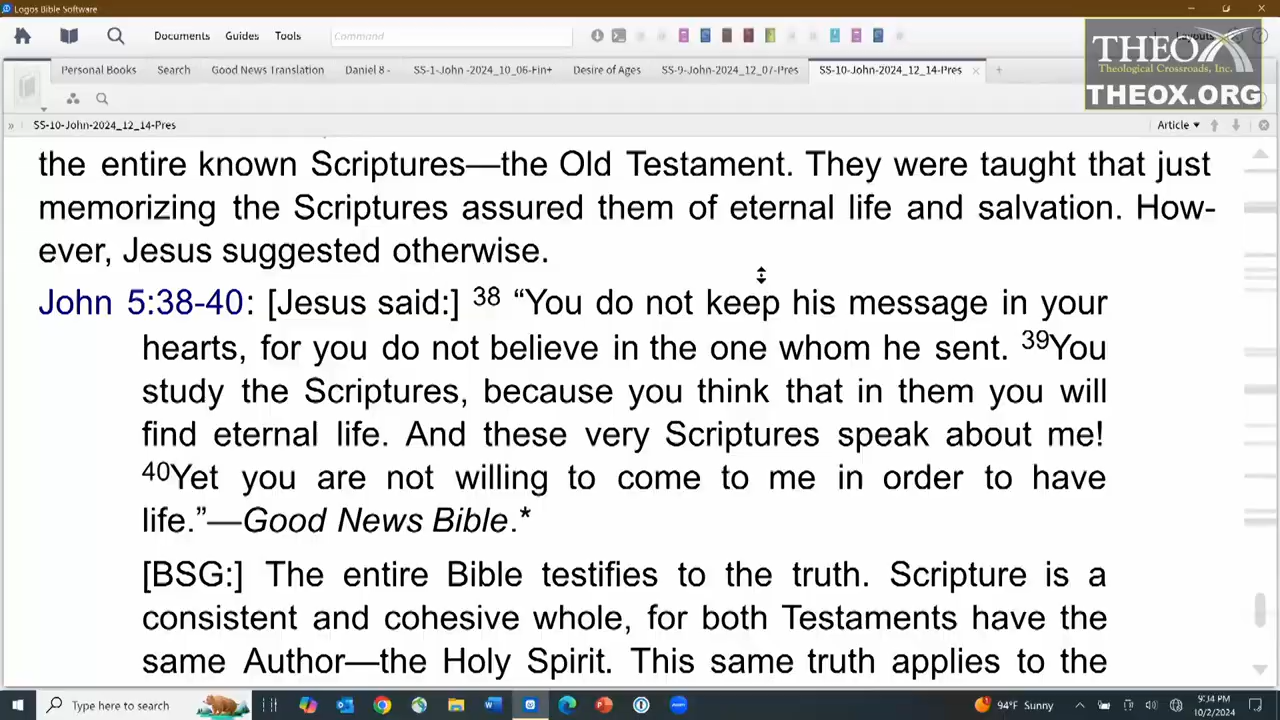 Logos Bible Software
Documents Guides Tools Command Layouts
THEOX
Theological Crossroads, Inc.
THEOX.ORG
Personal Books Search Good News Translation Daniel 8 - 06-Fin+ Desire of Ages SS-9-John-2024_12_07-Pres SS-10-John-2024_12_14-Pres
SS-10-John-2024_12_14-Pres Article
the entire known Scriptures—the Old Testament. They were taught that just
memorizing the Scriptures assured them of eternal life and salvation. How-
ever, Jesus suggested otherwise.
John 5:38-40: [Jesus said:] 38 “You do not keep his message in your
hearts, for you do not believe in the one whom he sent. 39You
study the Scriptures, because you think that in them you will
find eternal life. And these very Scriptures speak about me!
40Yet you are not willing to come to me in order to have
life.”—Good News Bible.*
[BSG:] The entire Bible testifies to the truth. Scripture is a
consistent and cohesive whole, for both Testaments have the
same Author—the Holy Spirit. This same truth applies to the
Type here to search 94°F Sunny 9:34 PM
10/2/2024